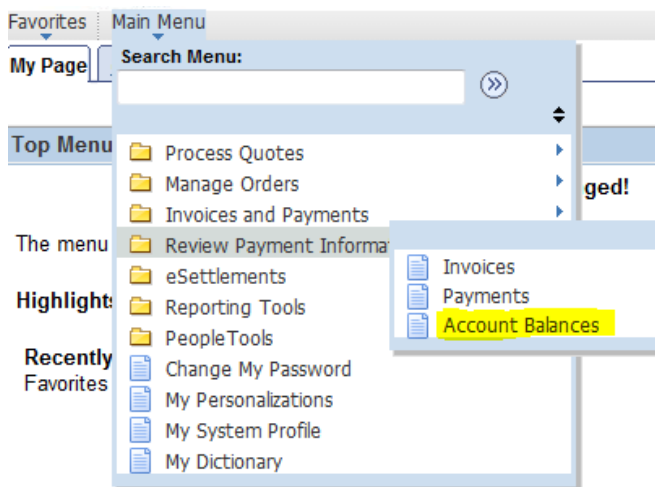 Favorites Main Menu
My Page
Search Menu:
Top Menu
Process Quotes
Manage Orders
ged!
Invoices and Payments
The menu
Review Payment Informa
Invoices
eSettlements
Payments
Highlights
Reporting Tools
Account Balances
PeopleTools
Recently
Change My Password
Favorites
My Personalizations
My System Profile
My Dictionary